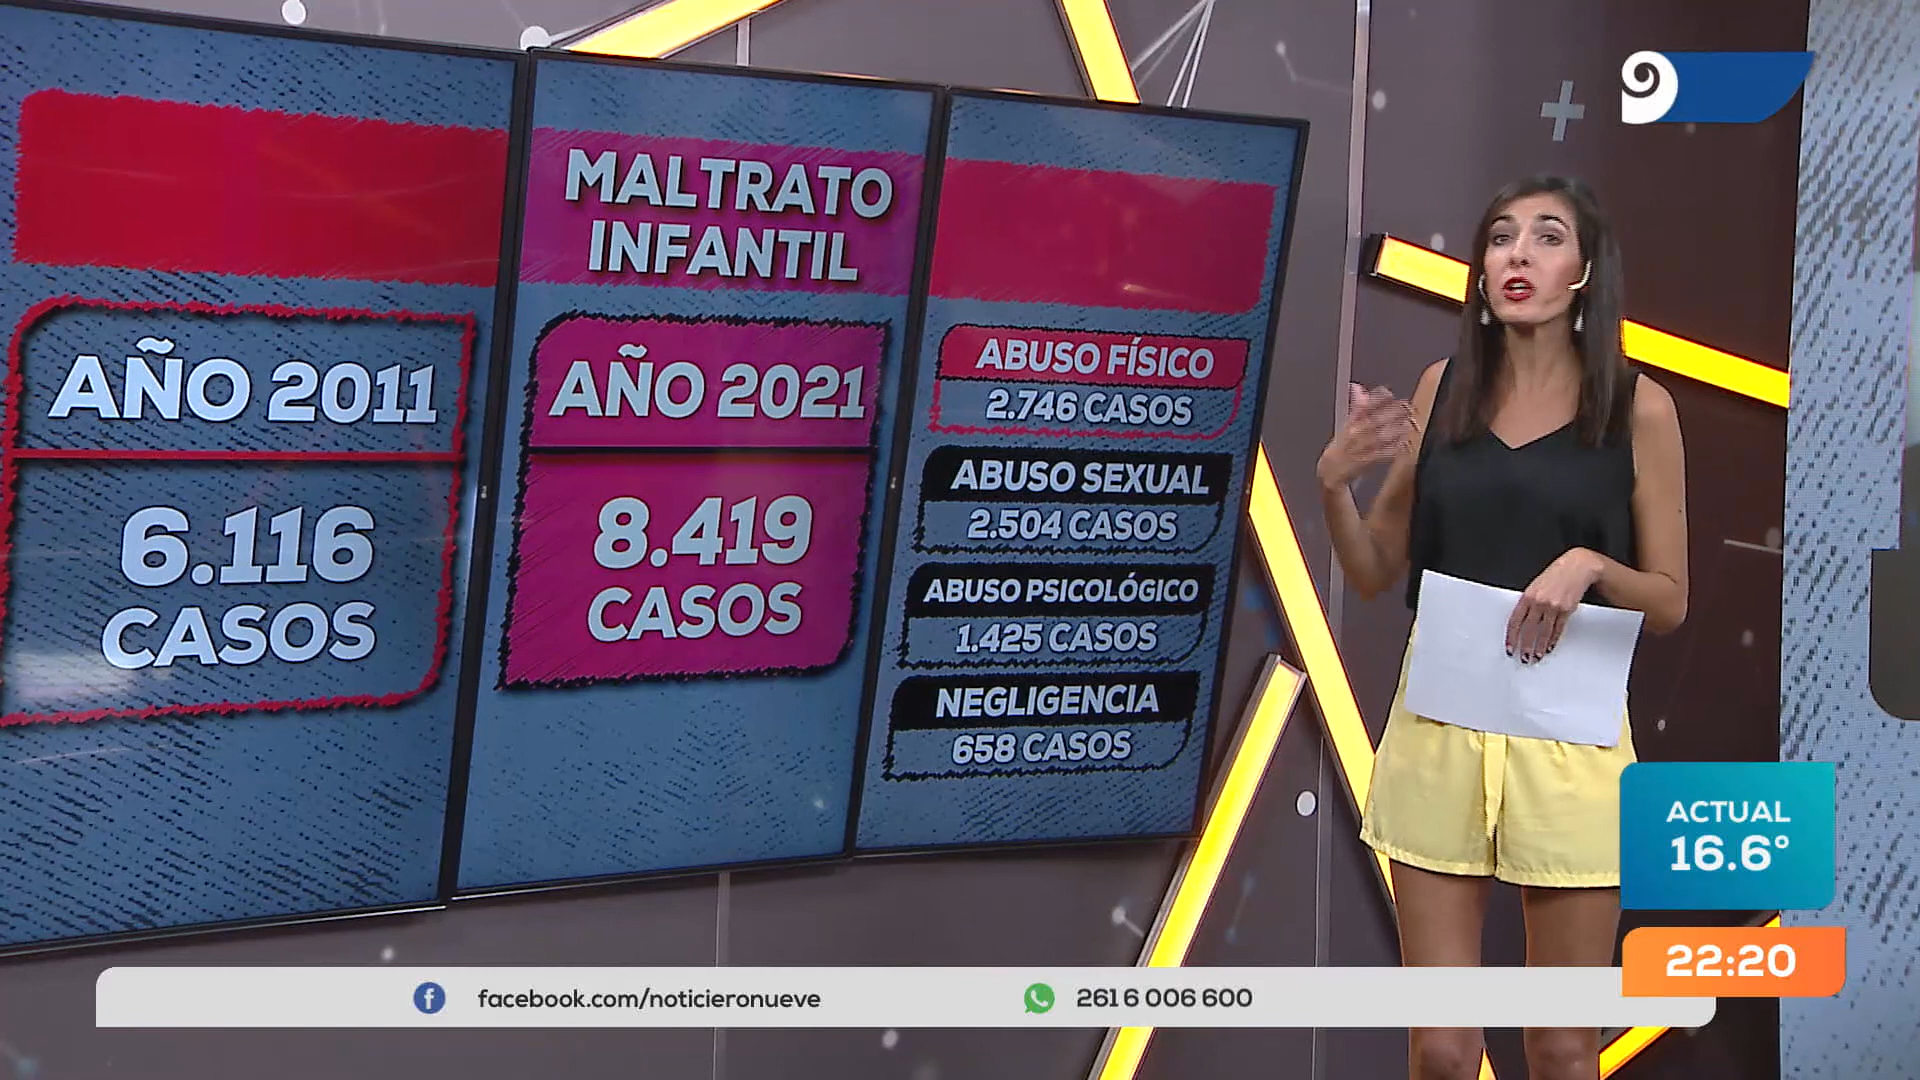 MALTRATO
INFANTIL
AÑO 2011
6.116
CASOS
AÑO 2021
8.419
CASOS
ABUSO FÍSICO
2.746 CASOS
ABUSO SEXUAL
2.504 CASOS
ABUSO PSICOLÓGICO
1.425 CASOS
NEGLIGENCIA
658 CASOS
9
ACTUAL
16.6°
22:20
facebook.com/noticieronueve
261 6 006 600